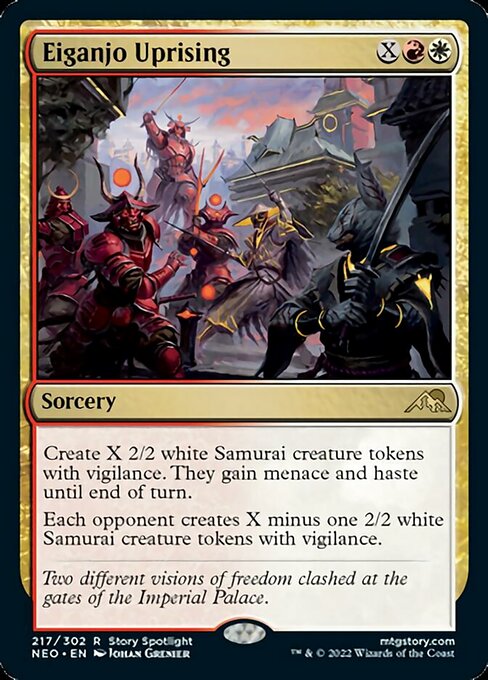 Eiganjo Uprising X
Sorcery
Create X 2/2 white Samurai creature tokens
with vigilance. They gain menace and haste
until end of turn.
Each opponent creates X minus one 2/2 white
Samurai creature tokens with vigilance.
Two different visions of freedom clashed at the
gates of the Imperial Palace.
217/302 R Story Spotlight mtgstory.com
NEO • EN Johan Grenier ™ & © 2022 Wizards of the Coast